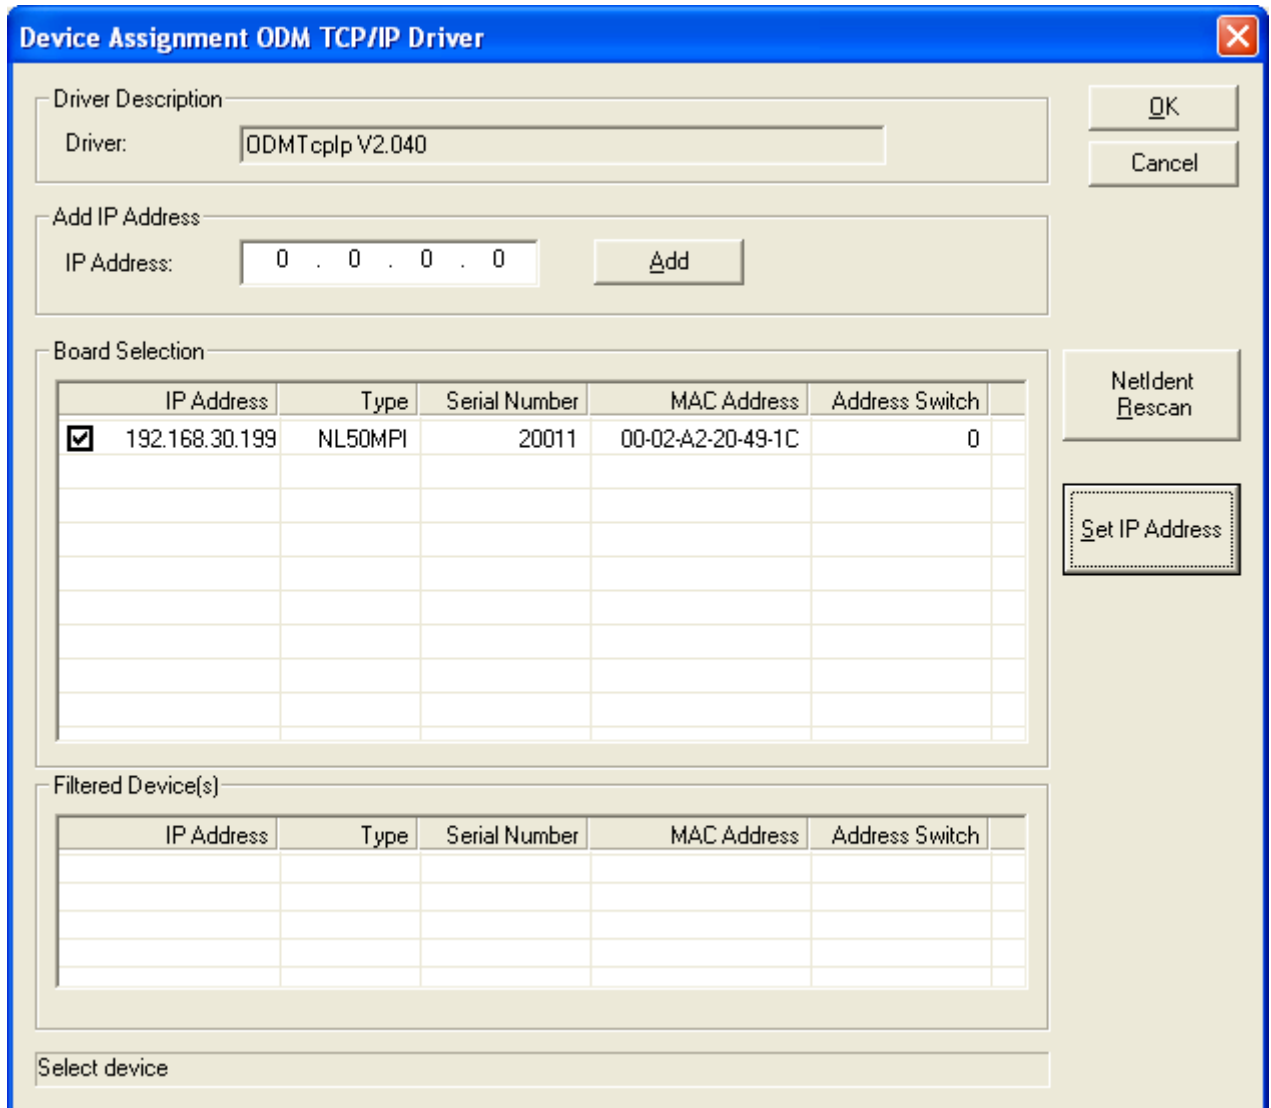 Device Assignment ODM TCP/IP Driver
Driver Description
OK
Driver: ODMTcpIp V2.040
Cancel
Add IP Address
IP Address: 0 . 0 . 0 . 0 Add
Board Selection
NetIdent
Rescan
IP Address Type Serial Number MAC Address Address Switch
192.168.30.199 NL50MPI 20011 00-02-A2-20-49-1C 0
Set IP Address
Filtered Device(s)
IP Address Type Serial Number MAC Address Address Switch
Select device